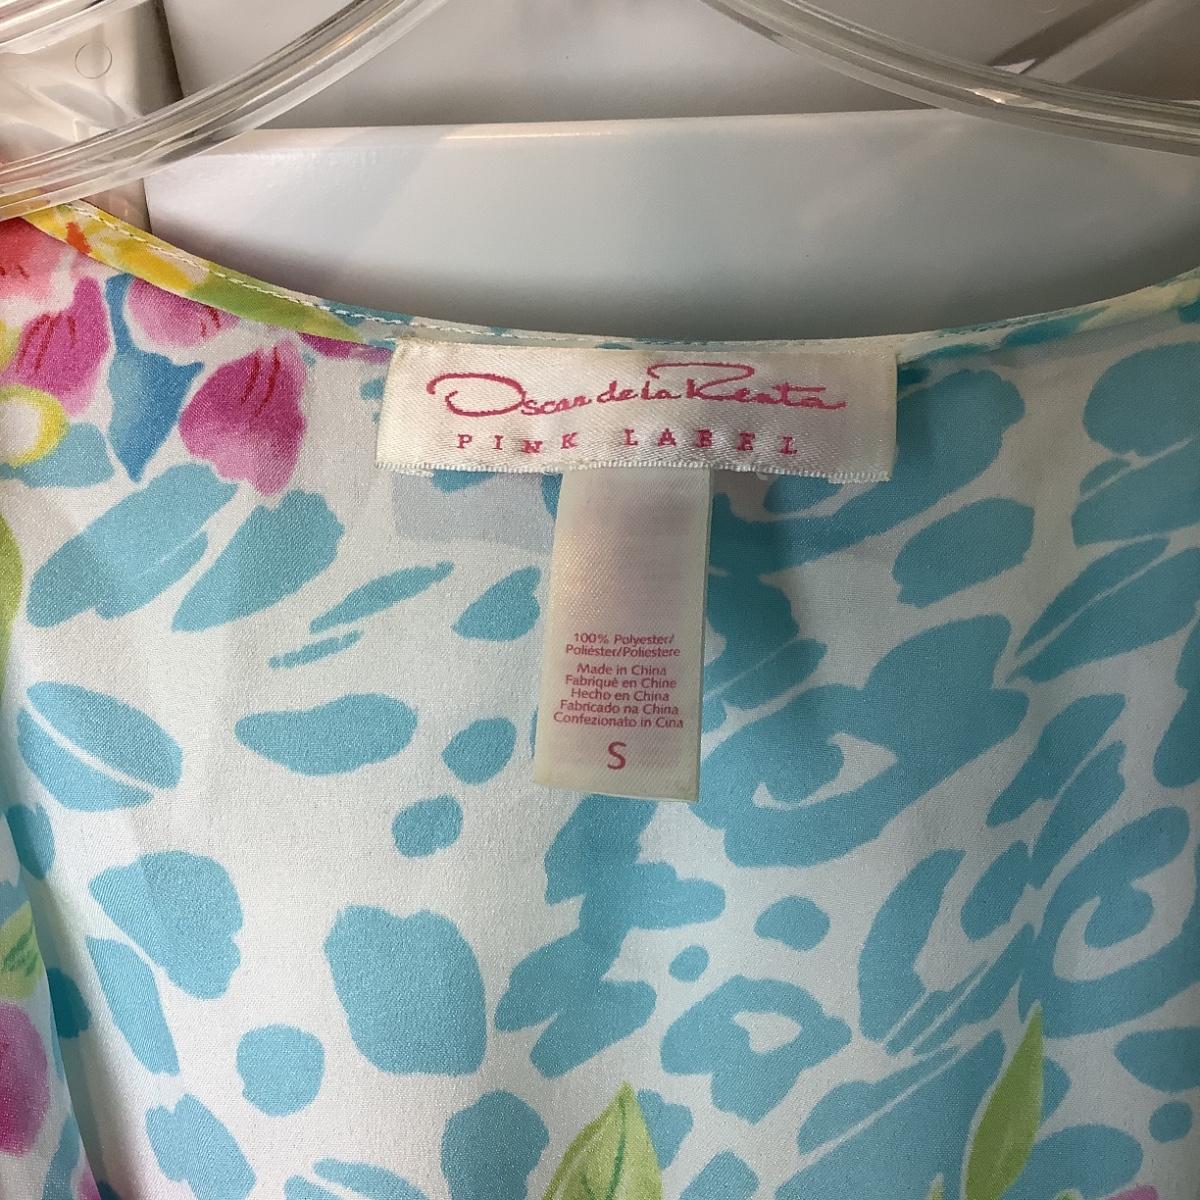 Oscar de la Renta
PINK LABEL
100% Polyester/
Poliéster/Poliestere
Made in China
Fabriqué en Chine
Hecho en China
Fabricado na China
Confezionato in Cina
S